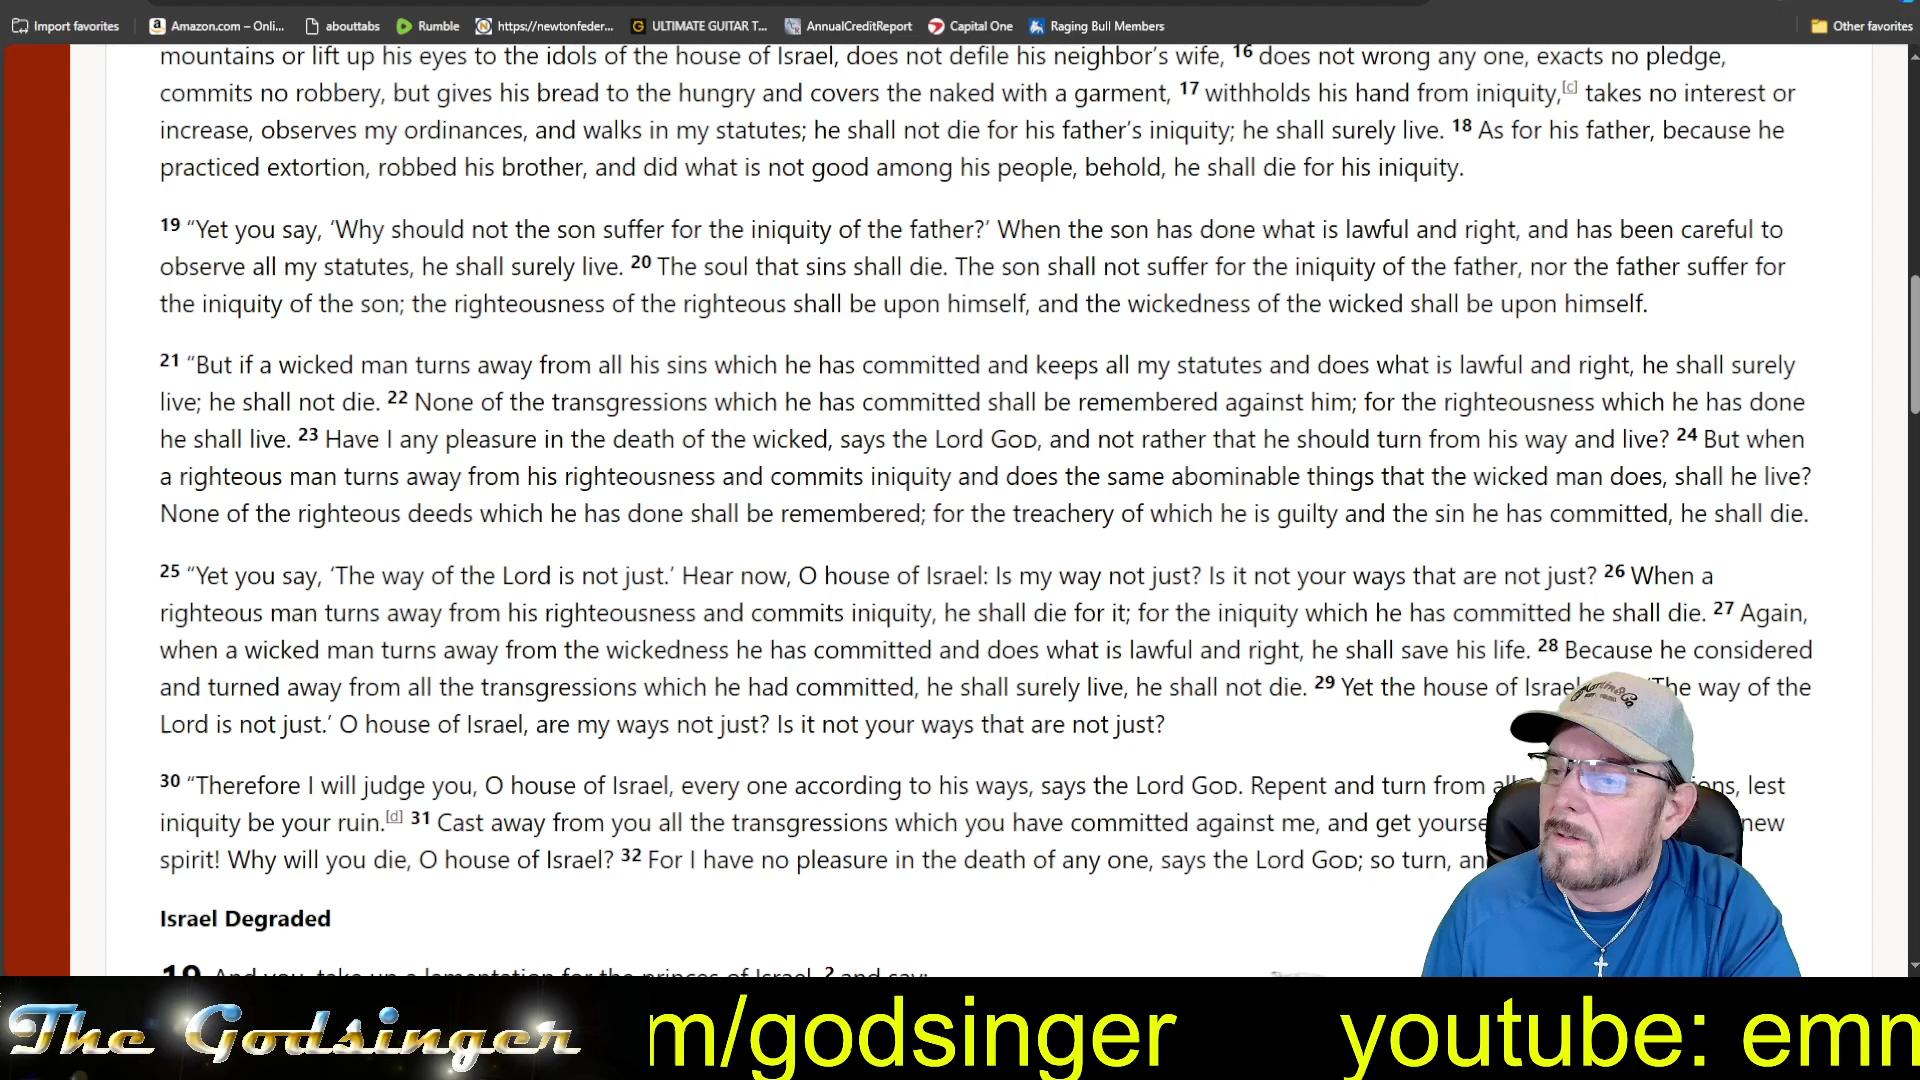 Import favorites Amazon.com – Onli... abouttabs Rumble https://newtonfeder... ULTIMATE GUITAR T... AnnualCreditReport Capital One Raging Bull Members Other favorites
mountains or lift up his eyes to the idols of the house of Israel, does not defile his neighbor’s wife, 16 does not wrong any one, exacts no pledge,
commits no robbery, but gives his bread to the hungry and covers the naked with a garment, 17 withholds his hand from iniquity,[c] takes no interest or
increase, observes my ordinances, and walks in my statutes; he shall not die for his father’s iniquity; he shall surely live. 18 As for his father, because he
practiced extortion, robbed his brother, and did what is not good among his people, behold, he shall die for his iniquity.
19 “Yet you say, ‘Why should not the son suffer for the iniquity of the father?’ When the son has done what is lawful and right, and has been careful to
observe all my statutes, he shall surely live. 20 The soul that sins shall die. The son shall not suffer for the iniquity of the father, nor the father suffer for
the iniquity of the son; the righteousness of the righteous shall be upon himself, and the wickedness of the wicked shall be upon himself.
21 “But if a wicked man turns away from all his sins which he has committed and keeps all my statutes and does what is lawful and right, he shall surely
live; he shall not die. 22 None of the transgressions which he has committed shall be remembered against him; for the righteousness which he has done
he shall live. 23 Have I any pleasure in the death of the wicked, says the Lord GOD, and not rather that he should turn from his way and live? 24 But when
a righteous man turns away from his righteousness and commits iniquity and does the same abominable things that the wicked man does, shall he live?
None of the righteous deeds which he has done shall be remembered; for the treachery of which he is guilty and the sin he has committed, he shall die.
25 “Yet you say, ‘The way of the Lord is not just.’ Hear now, O house of Israel: Is my way not just? Is it not your ways that are not just? 26 When a
righteous man turns away from his righteousness and commits iniquity, he shall die for it; for the iniquity which he has committed he shall die. 27 Again,
when a wicked man turns away from the wickedness he has committed and does what is lawful and right, he shall save his life. 28 Because he considered
and turned away from all the transgressions which he had committed, he shall surely live, he shall not die. 29 Yet the house of Israel ‘The way of the
Lord is not just.’ O house of Israel, are my ways not just? Is it not your ways that are not just?
30 “Therefore I will judge you, O house of Israel, every one according to his ways, says the Lord GOD. Repent and turn from all ons, lest
iniquity be your ruin.[d] 31 Cast away from you all the transgressions which you have committed against me, and get yourse new
spirit! Why will you die, O house of Israel? 32 For I have no pleasure in the death of any one, says the Lord GOD; so turn, an
Israel Degraded
19 And you, take up a lamentation for the princes of Israel, 2 and say:
The Godsinger m/godsinger youtube: emn